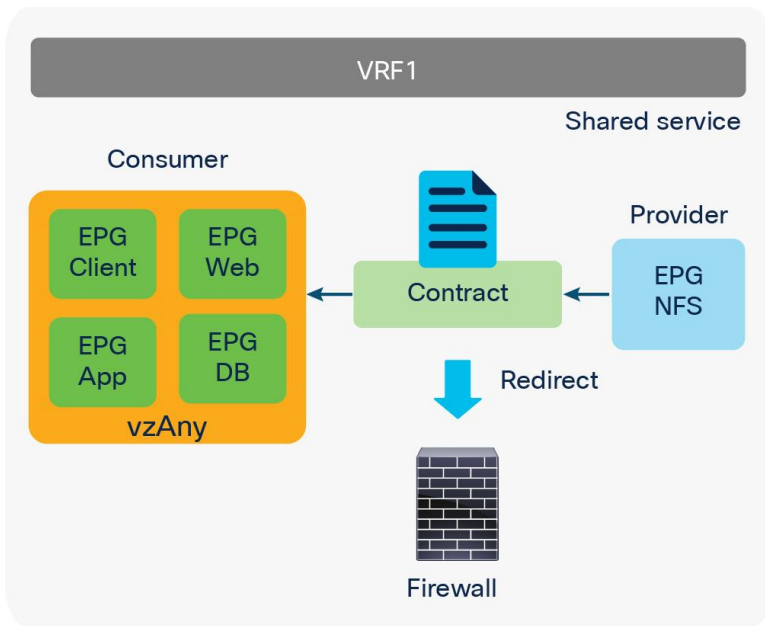 VRF1
Shared service
Consumer
Provider
EPG
Client
EPG
Web
EPG
App
EPG
DB
vzAny
Contract
EPG
NFS
Redirect
Firewall